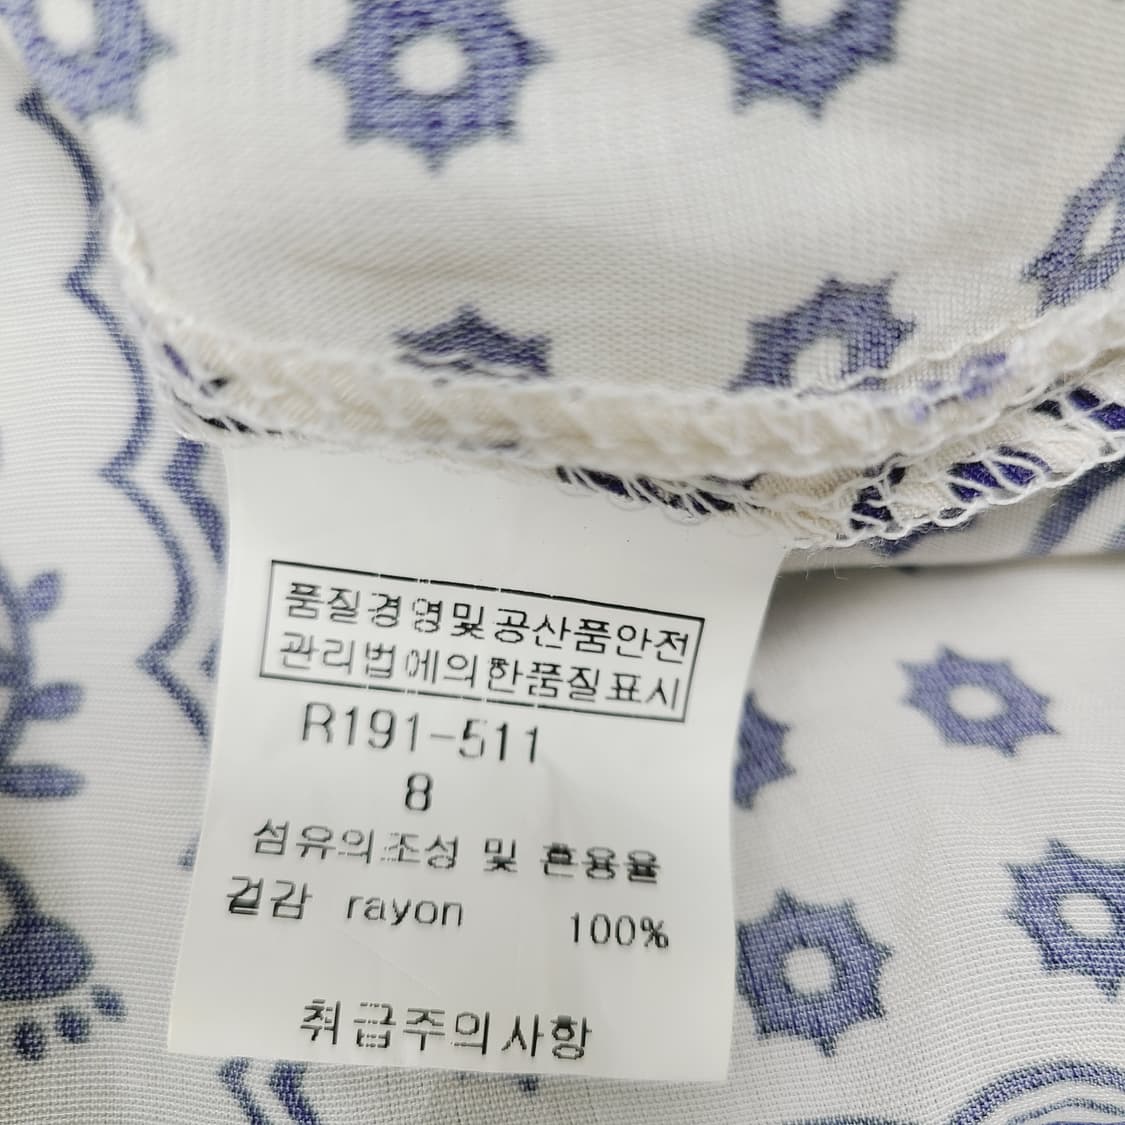 품질경영및공산품안전
관리법에의한품질표시
R191-511
8
섬유의조성 및 혼용율
겉감 rayon 100%
취급주의사항